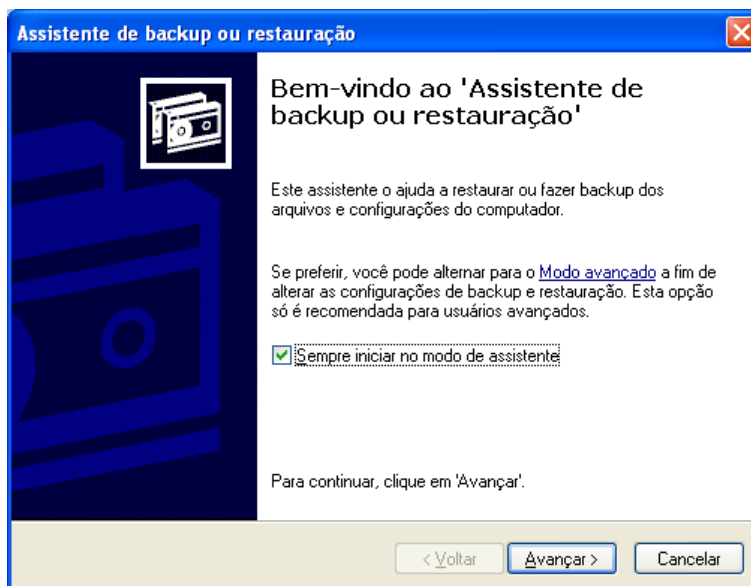 Assistente de backup ou restauração
Bem-vindo ao 'Assistente de
backup ou restauração'
Este assistente o ajuda a restaurar ou fazer backup dos
arquivos e configurações do computador.
Se preferir, você pode alternar para o Modo avançado a fim de
alterar as configurações de backup e restauração. Esta opção
só é recomendada para usuários avançados.
Sempre iniciar no modo de assistente
Para continuar, clique em 'Avançar'.
< Voltar Avançar > Cancelar